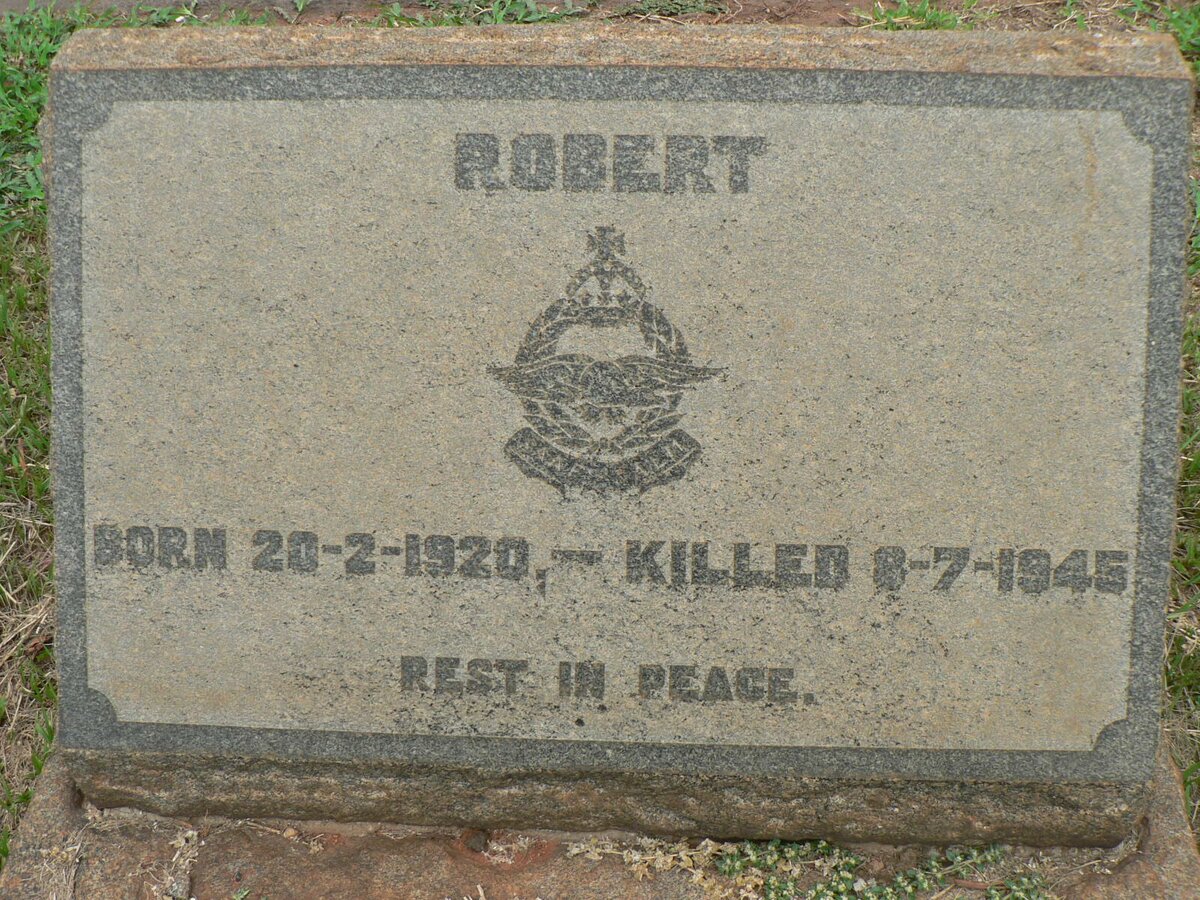 ROBERT
BORN 20-2-1920, — KILLED 8-7-1945
REST IN PEACE.